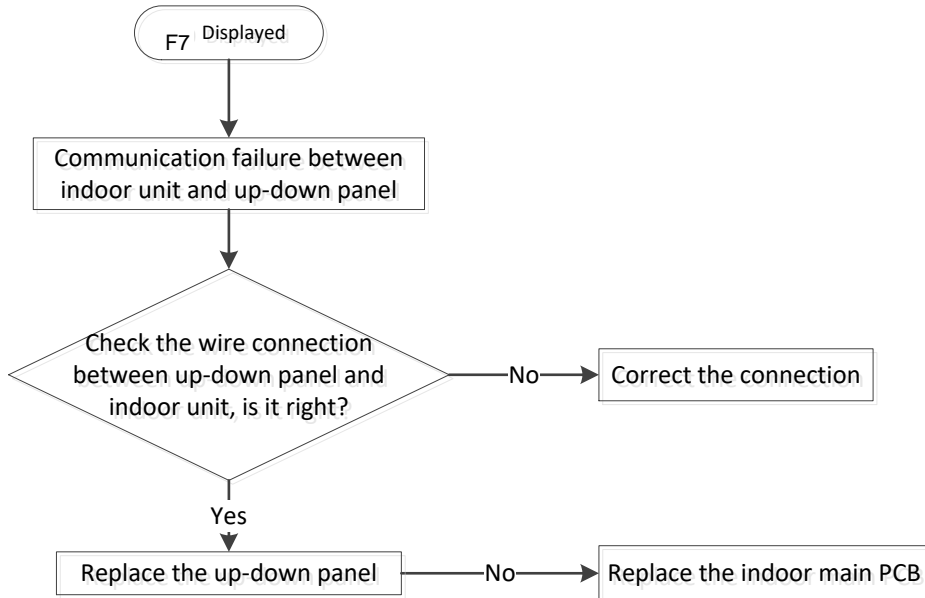 F7 Displayed
Communication failure between
indoor unit and up-down panel
Check the wire connection
between up-down panel and
indoor unit, is it right?
No
Correct the connection
Yes
Replace the up-down panel
No
Replace the indoor main PCB